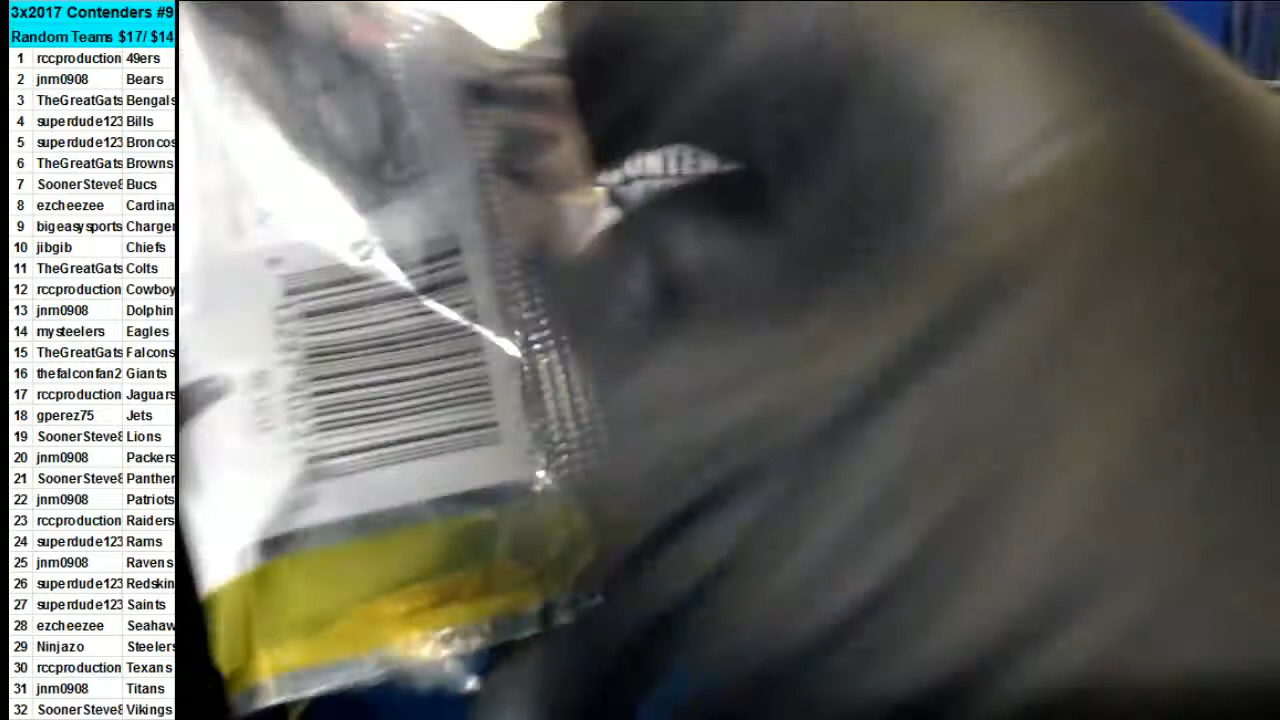 3x2017 Contenders #9
Random Teams $17/ $14
1 rccproduction 49ers
2 jnm0908 Bears
3 TheGreatGats Bengals
4 superdude123 Bills
5 superdude123 Broncos
6 TheGreatGats Browns
7 SoonerSteve8 Bucs
8 ezcheezee Cardina
9 bigeasysports Charger
10 jibgib Chiefs
11 TheGreatGats Colts
12 rccproduction Cowboy
13 jnm0908 Dolphin
14 mysteelers Eagles
15 TheGreatGats Falcons
16 thefalconfan2 Giants
17 rccproduction Jaguars
18 gperez75 Jets
19 SoonerSteve8 Lions
20 jnm0908 Packers
21 SoonerSteve8 Panther
22 jnm0908 Patriots
23 rccproduction Raiders
24 superdude123 Rams
25 jnm0908 Ravens
26 superdude123 Redskin
27 superdude123 Saints
28 ezcheezee Seahaw
29 Ninjazo Steelers
30 rccproduction Texans
31 jnm0908 Titans
32 SoonerSteve8 Vikings